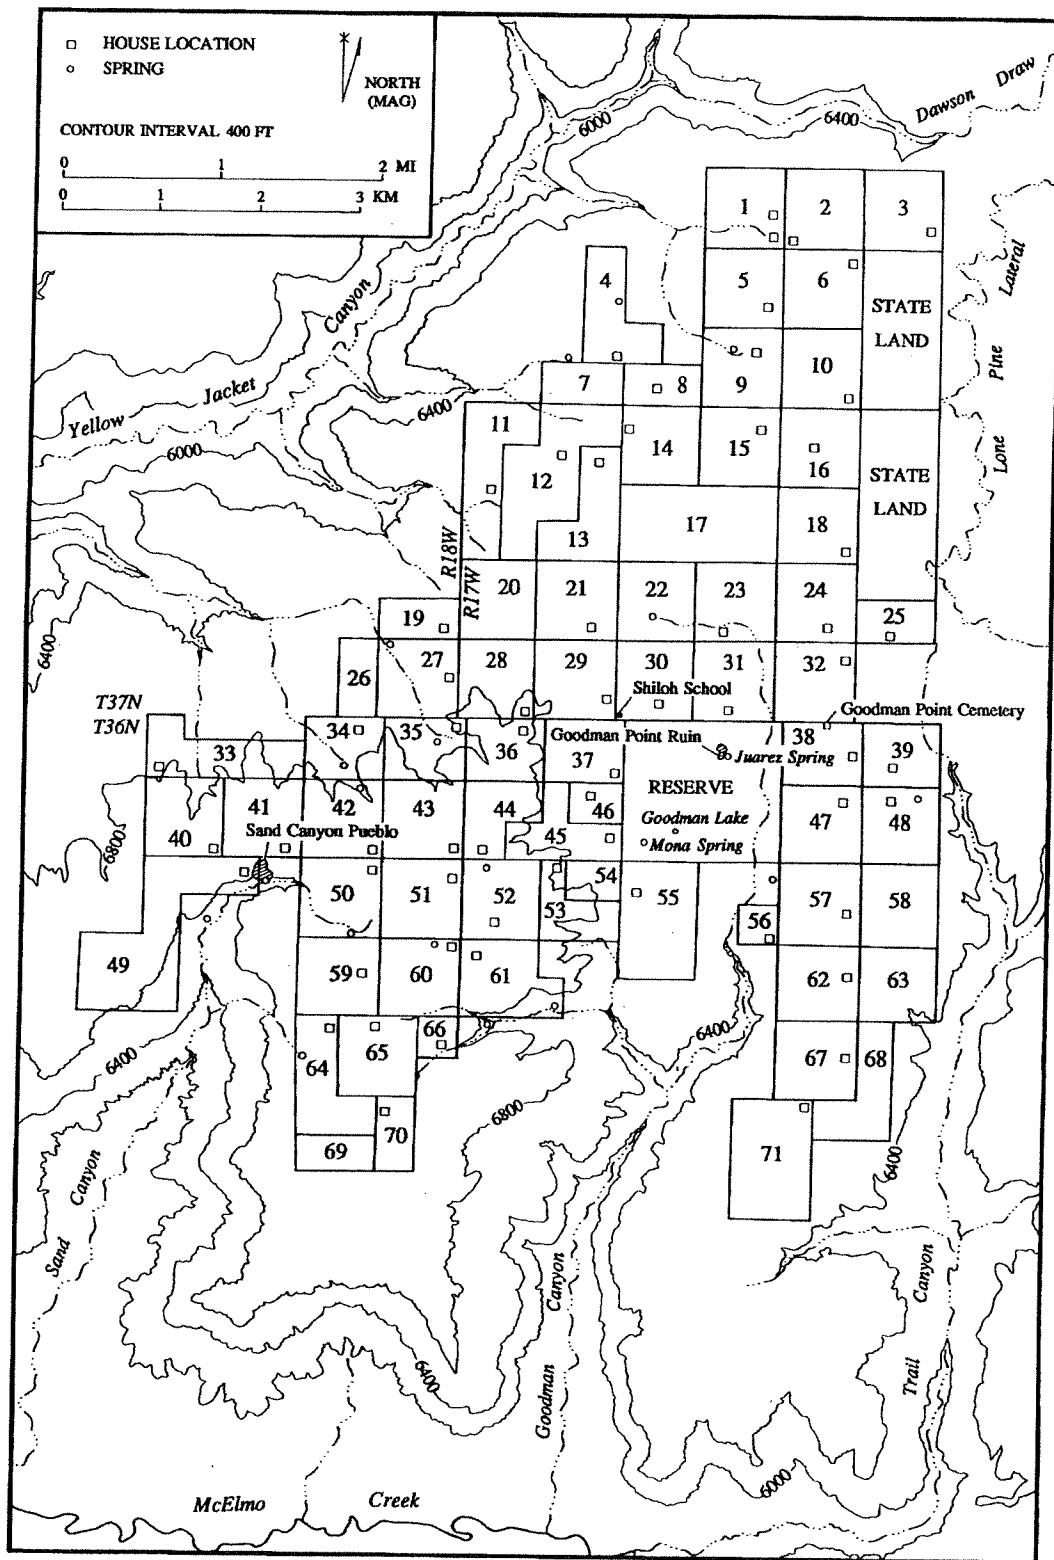 HOUSE LOCATION
SPRING
NORTH
(MAG)
CONTOUR INTERVAL 400 FT
0 1 2 MI
0 1 2 3 KM
Dawson Draw
6000
6400
1 2 3
Lateral
Canyon
4 5 6
STATE
LAND
Pine
Jacket
7 8 9 10
6400
Yellow
6000
11
14 15 16
Lone
12
STATE
LAND
17
13 18
R18W
R17W
20 21 22 23 24
25
19
6400
26 27 28 29 30 31 32
Shiloh School
T37N
T36N
Goodman Point Cemetery
33 34 35 36
Goodman Point Ruin
37
Juarez Spring
38 39
RESERVE
6800
40 41 42 43 44 45 46
Goodman Lake
47 48
Sand Canyon Pueblo
Mona Spring
50 51 52 53 54 55
56 57 58
49
59 60 61
62 63
6400
6400
64 65 66
67 68
6800
69 70
71
6400
Sand Canyon
Goodman Canyon
Trail Canyon
6400
6000
McElmo Creek